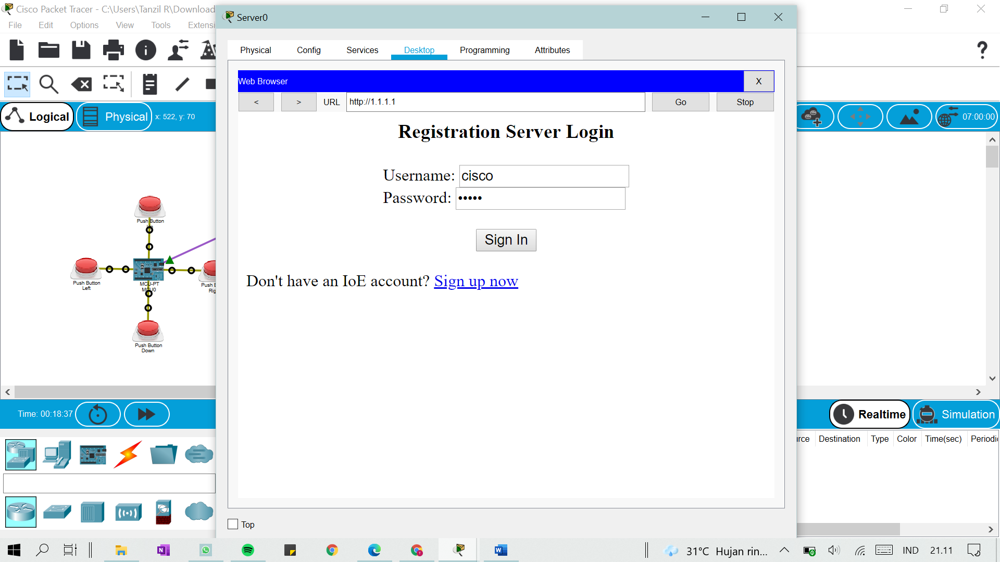 Cisco Packet Tracer - C:\Users\Tanzil R\Download
File Edit Options View Tools Extensi
Server0
Physical Config Services Desktop Programming Attributes
Web Browser X
< > URL http://1.1.1.1 Go Stop
Logical Physical x: 522, y: 70
07:00:00
Registration Server Login
Username: cisco
Password: •••••
Sign In
Don't have an IoE account? Sign up now
Push Button
Push Button
Left
MCU-PT
MCU0
Push B
Rig
Push Button
Down
Time: 00:18:37
Realtime Simulation
rce Destination Type Color Time(sec) Periodi
Top
31°C Hujan rin... IND 21.11